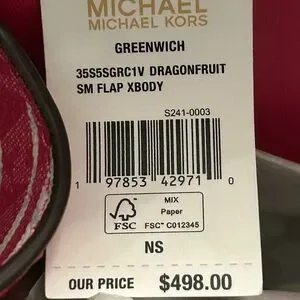 MICHAEL
MICHAEL KORS
GREENWICH
35S5SGRC1V DRAGONFRUIT
SM FLAP XBODY
S241-0003
1 97853 42971 0
FSC
MIX
Paper
FSC™ C012345
NS
OUR PRICE $498.00